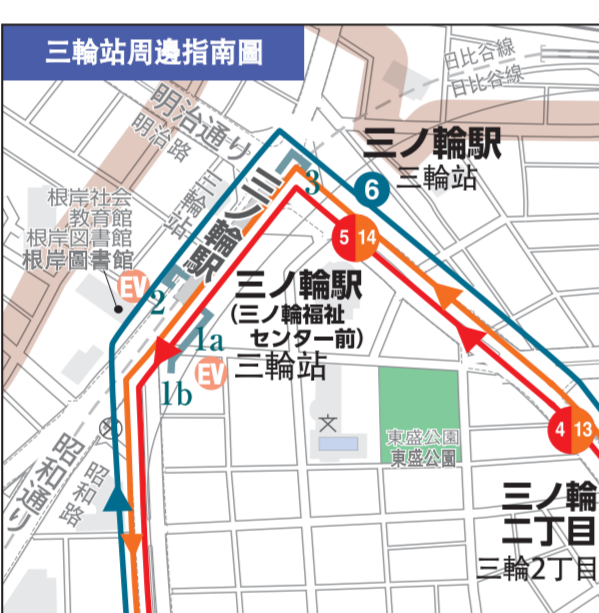 三輪站周邊指南圖
日比谷線
日比谷線
明治通り
明治路
三ノ輪駅
三輪站
6
3
三ノ輪駅
三輪站
根岸社会
教育館
根岸図書館
根岸圖書館
EV
2
5 14
三ノ輪駅
(三ノ輪福祉
センター前)
三輪站
1a
EV
1b
文
東盛公園
東盛公園
4 13
昭和通り
昭和路
三ノ輪
二丁目
三輪2丁目